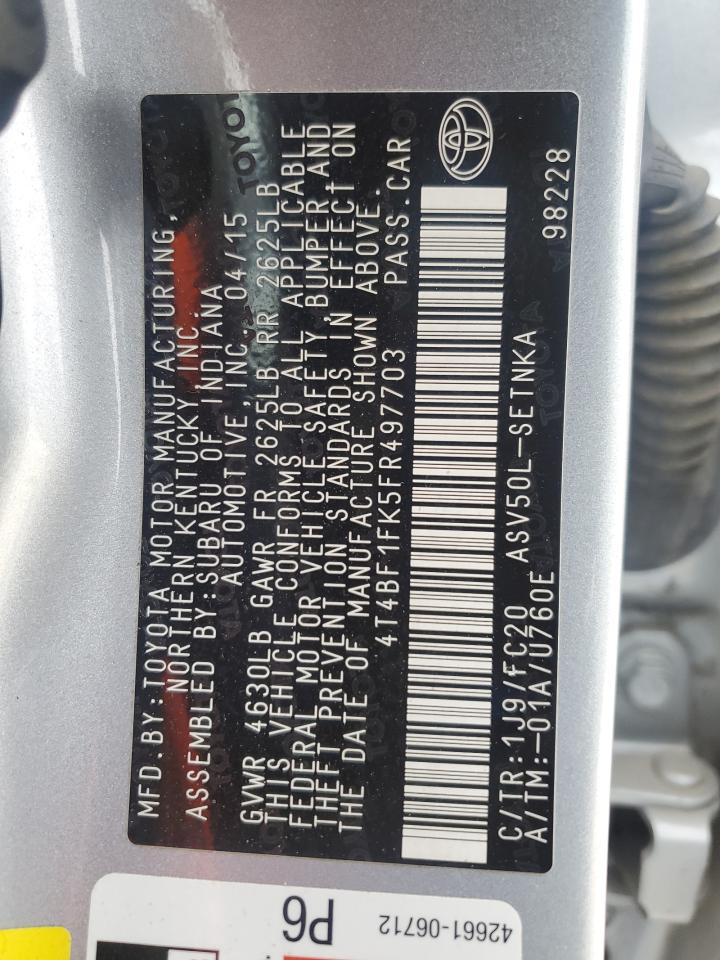 MFD.BY:TOYOTA MOTOR MANUFACTURING,
NORTHERN KENTUCKY,INC.
ASSEMBLED BY:SUBARU OF INDIANA
AUTOMOTIVE,INC. 04/15
GVWR 4630LB GAWR FR 2625LB RR 2625LB
THIS VEHICLE CONFORMS TO ALL APPLICABLE
FEDERAL MOTOR VEHICLE SAFETY,BUMPER,AND
THEFT PREVENTION STANDARDS IN EFFECT ON
THE DATE OF MANUFACTURE SHOWN ABOVE.
4T4BF1FK5FR497703 PASS.CAR
C/TR:1J9/FC20 ASV50L-SETNKA 98228
A/TM:-01A/U760E
P6
42661-06712